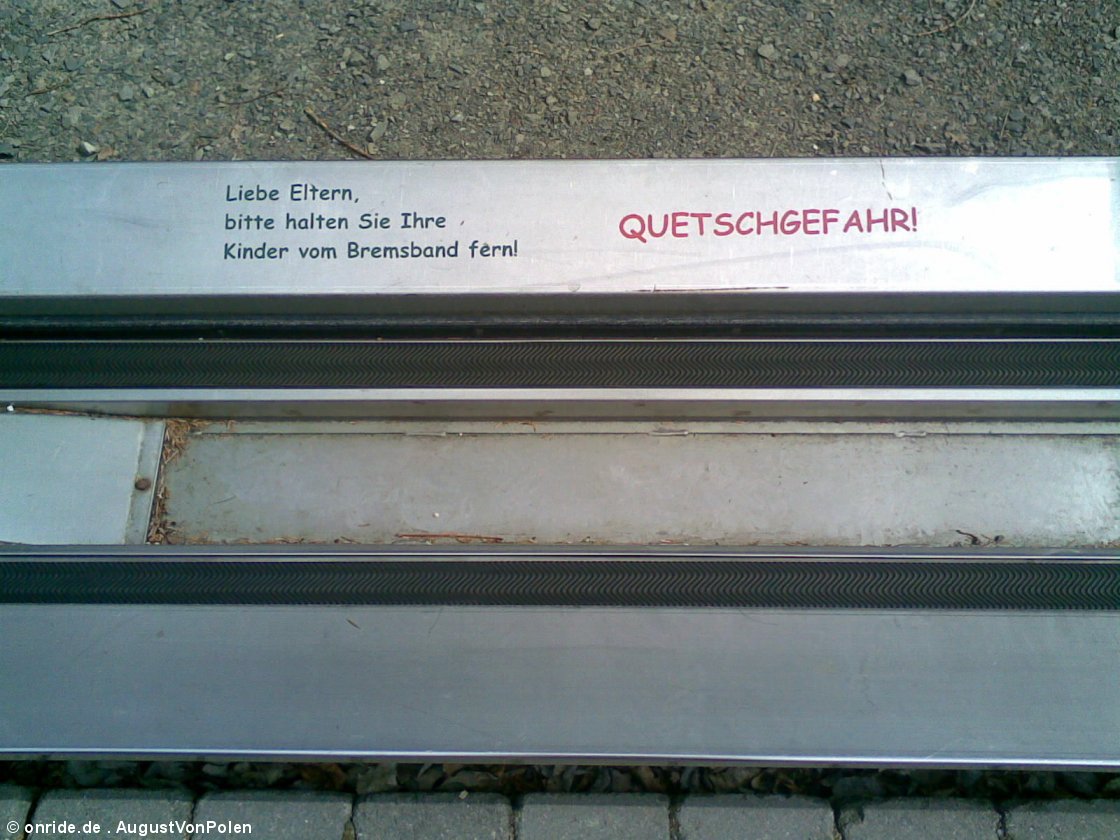 Liebe Eltern,
bitte halten Sie Ihre
Kinder vom Bremsband fern!
QUETSCHGEFAHR!
© onride.de . AugustVonPolen